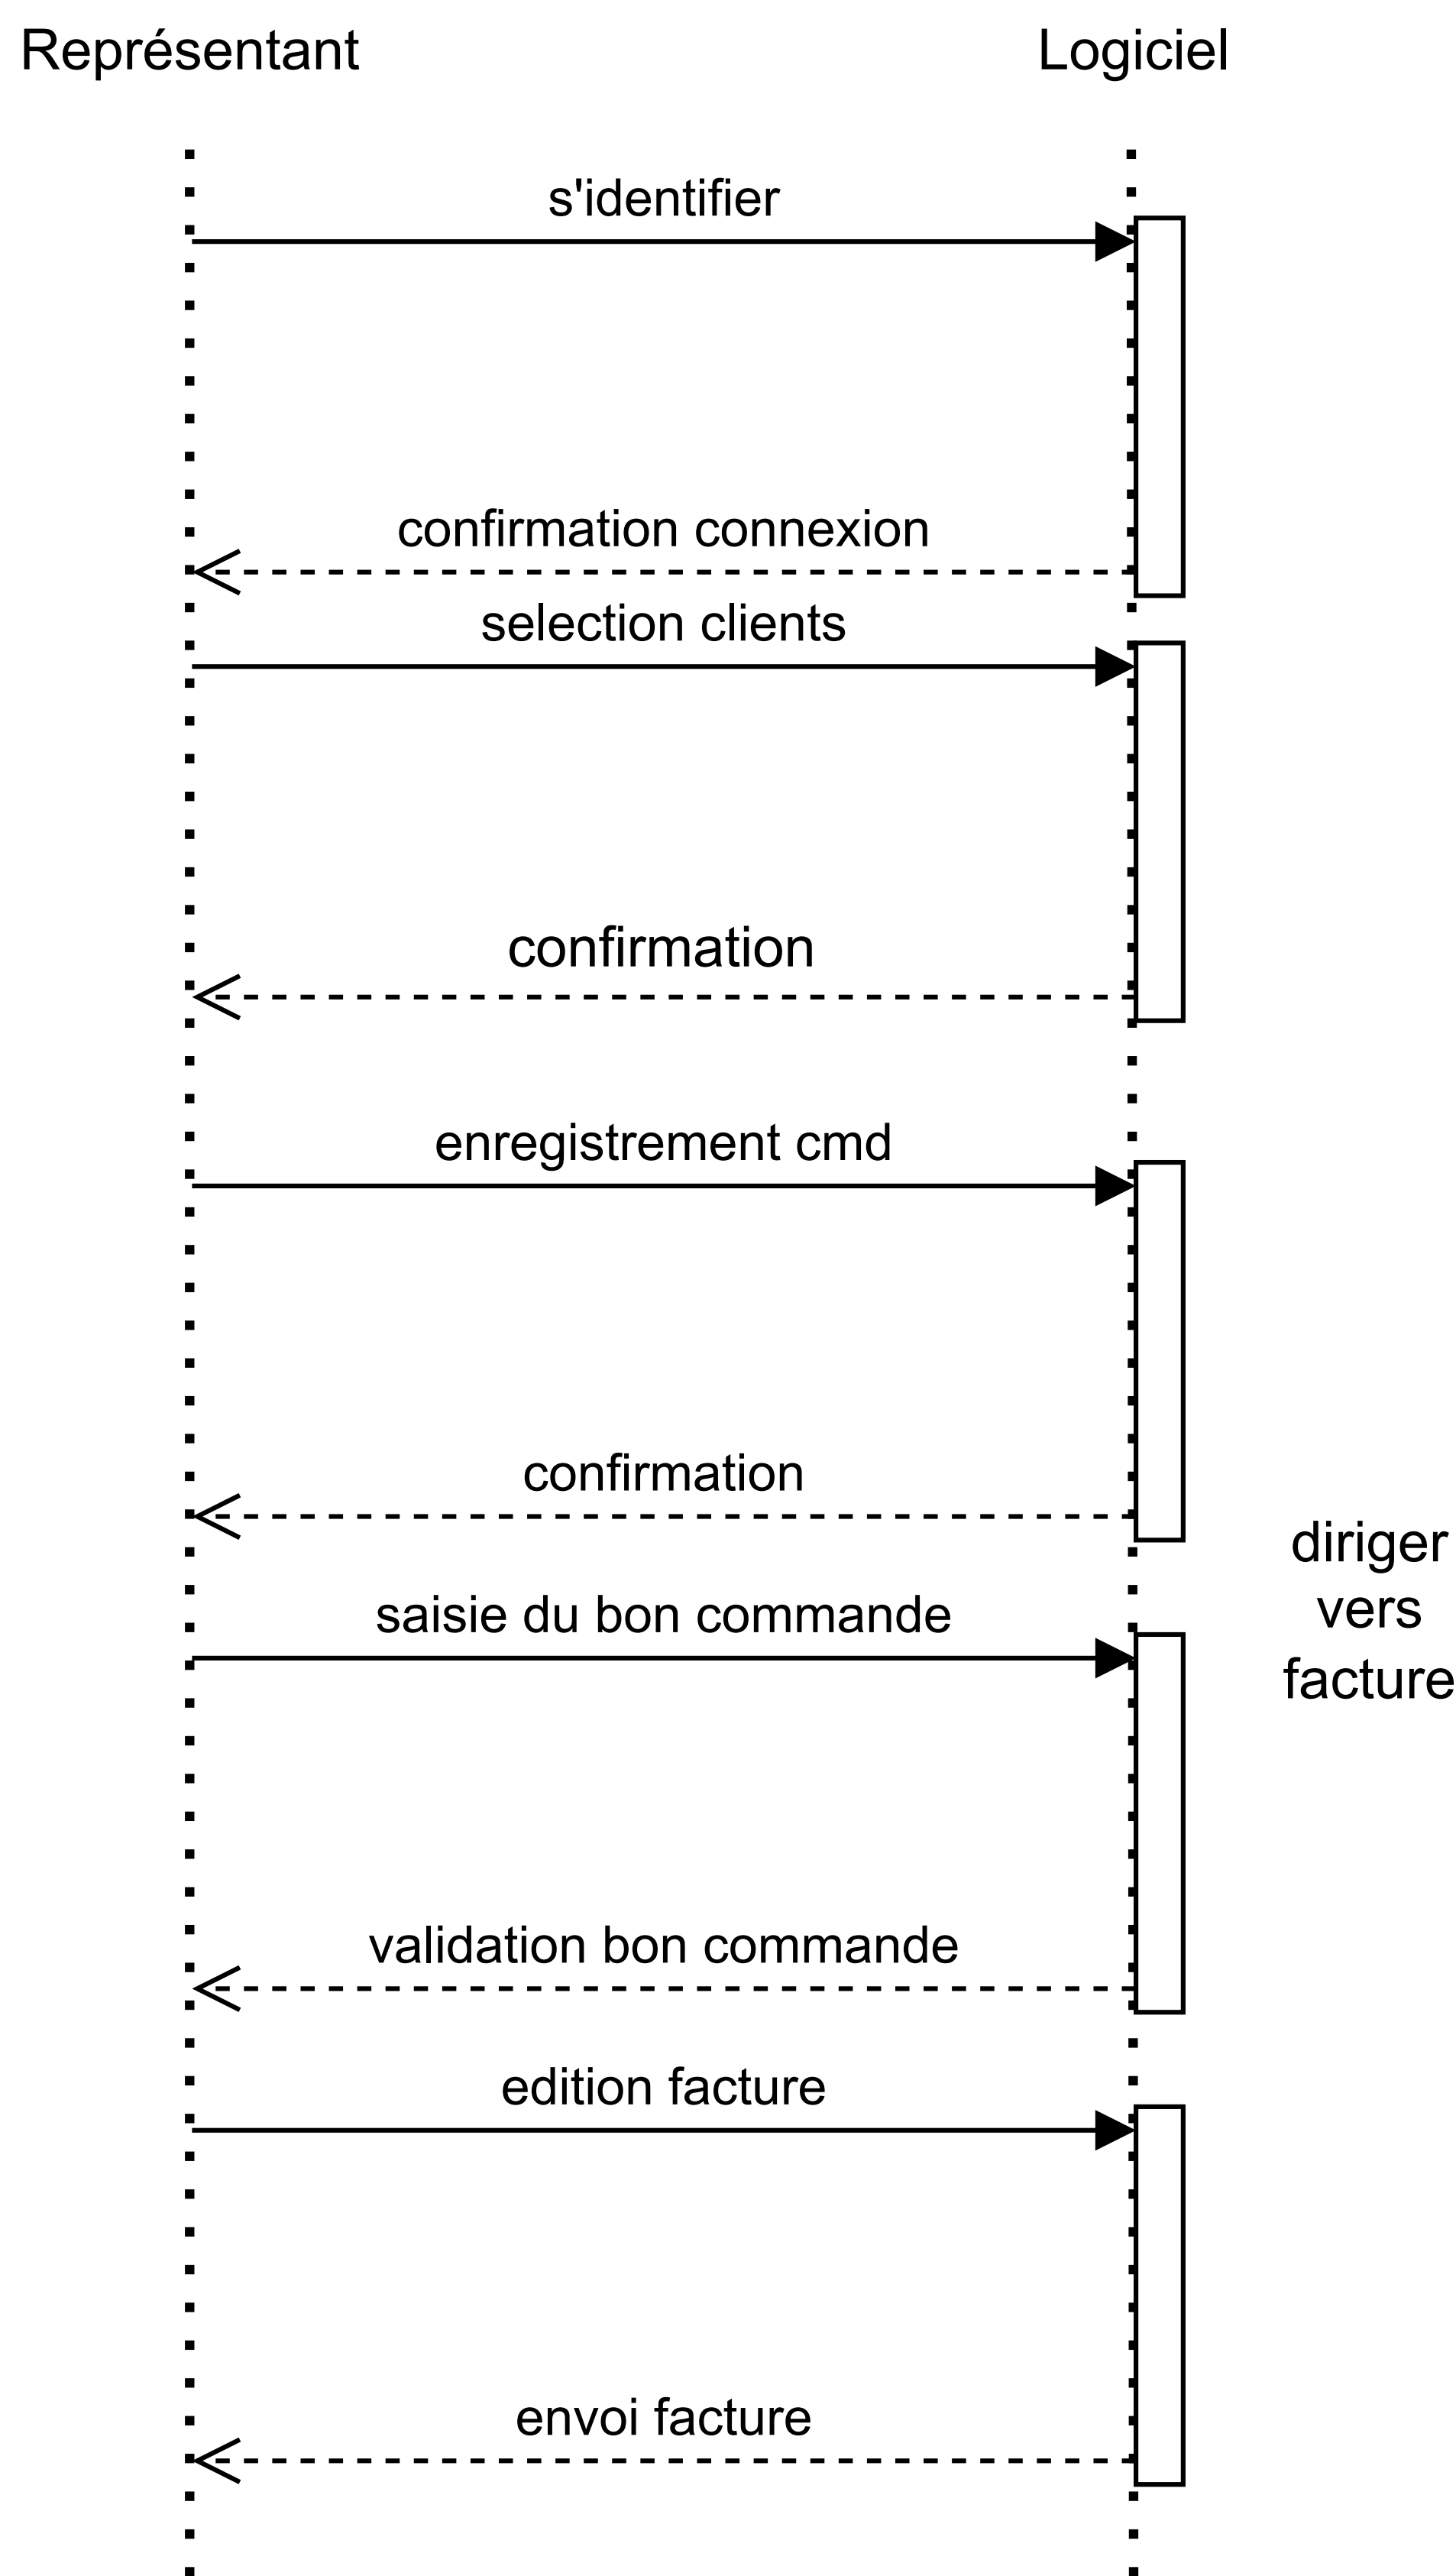 Représentant
Logiciel
s'identifier
confirmation connexion
selection clients
confirmation
enregistrement cmd
confirmation
diriger
vers
facture
saisie du bon commande
validation bon commande
edition facture
envoi facture